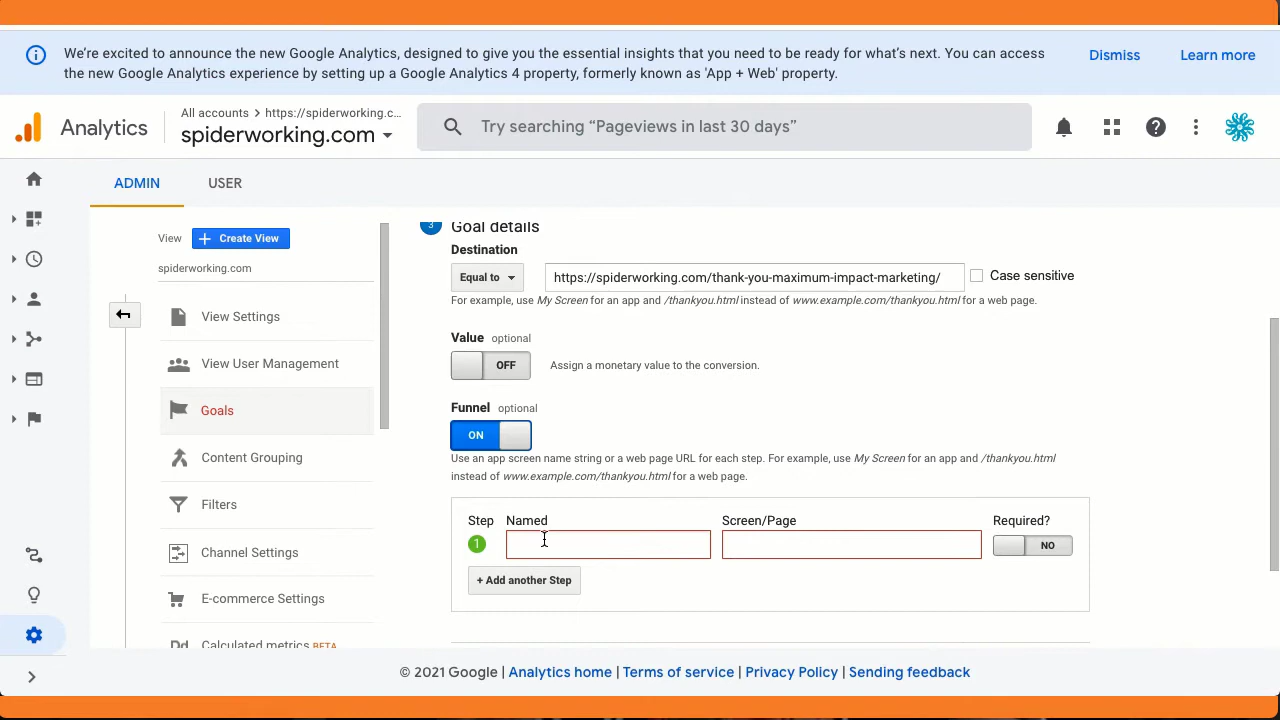 We're excited to announce the new Google Analytics, designed to give you the essential insights that you need to be ready for what's next. You can access
the new Google Analytics experience by setting up a Google Analytics 4 property, formerly known as 'App + Web' property.
Dismiss
Learn more
Analytics
All accounts > https://spiderworking.c...
spiderworking.com
Try searching “Pageviews in last 30 days”
ADMIN
USER
View
+ Create View
spiderworking.com
View Settings
View User Management
Goals
Content Grouping
Filters
Channel Settings
E-commerce Settings
Dd Calculated metrics BETA
3 Goal details
Destination
Equal to
https://spiderworking.com/thank-you-maximum-impact-marketing/
Case sensitive
For example, use My Screen for an app and /thankyou.html instead of www.example.com/thankyou.html for a web page.
Value optional
OFF
Assign a monetary value to the conversion.
Funnel optional
ON
Use an app screen name string or a web page URL for each step. For example, use My Screen for an app and /thankyou.html
instead of www.example.com/thankyou.html for a web page.
Step Named Screen/Page Required?
1
NO
+ Add another Step
© 2021 Google | Analytics home | Terms of service | Privacy Policy | Sending feedback